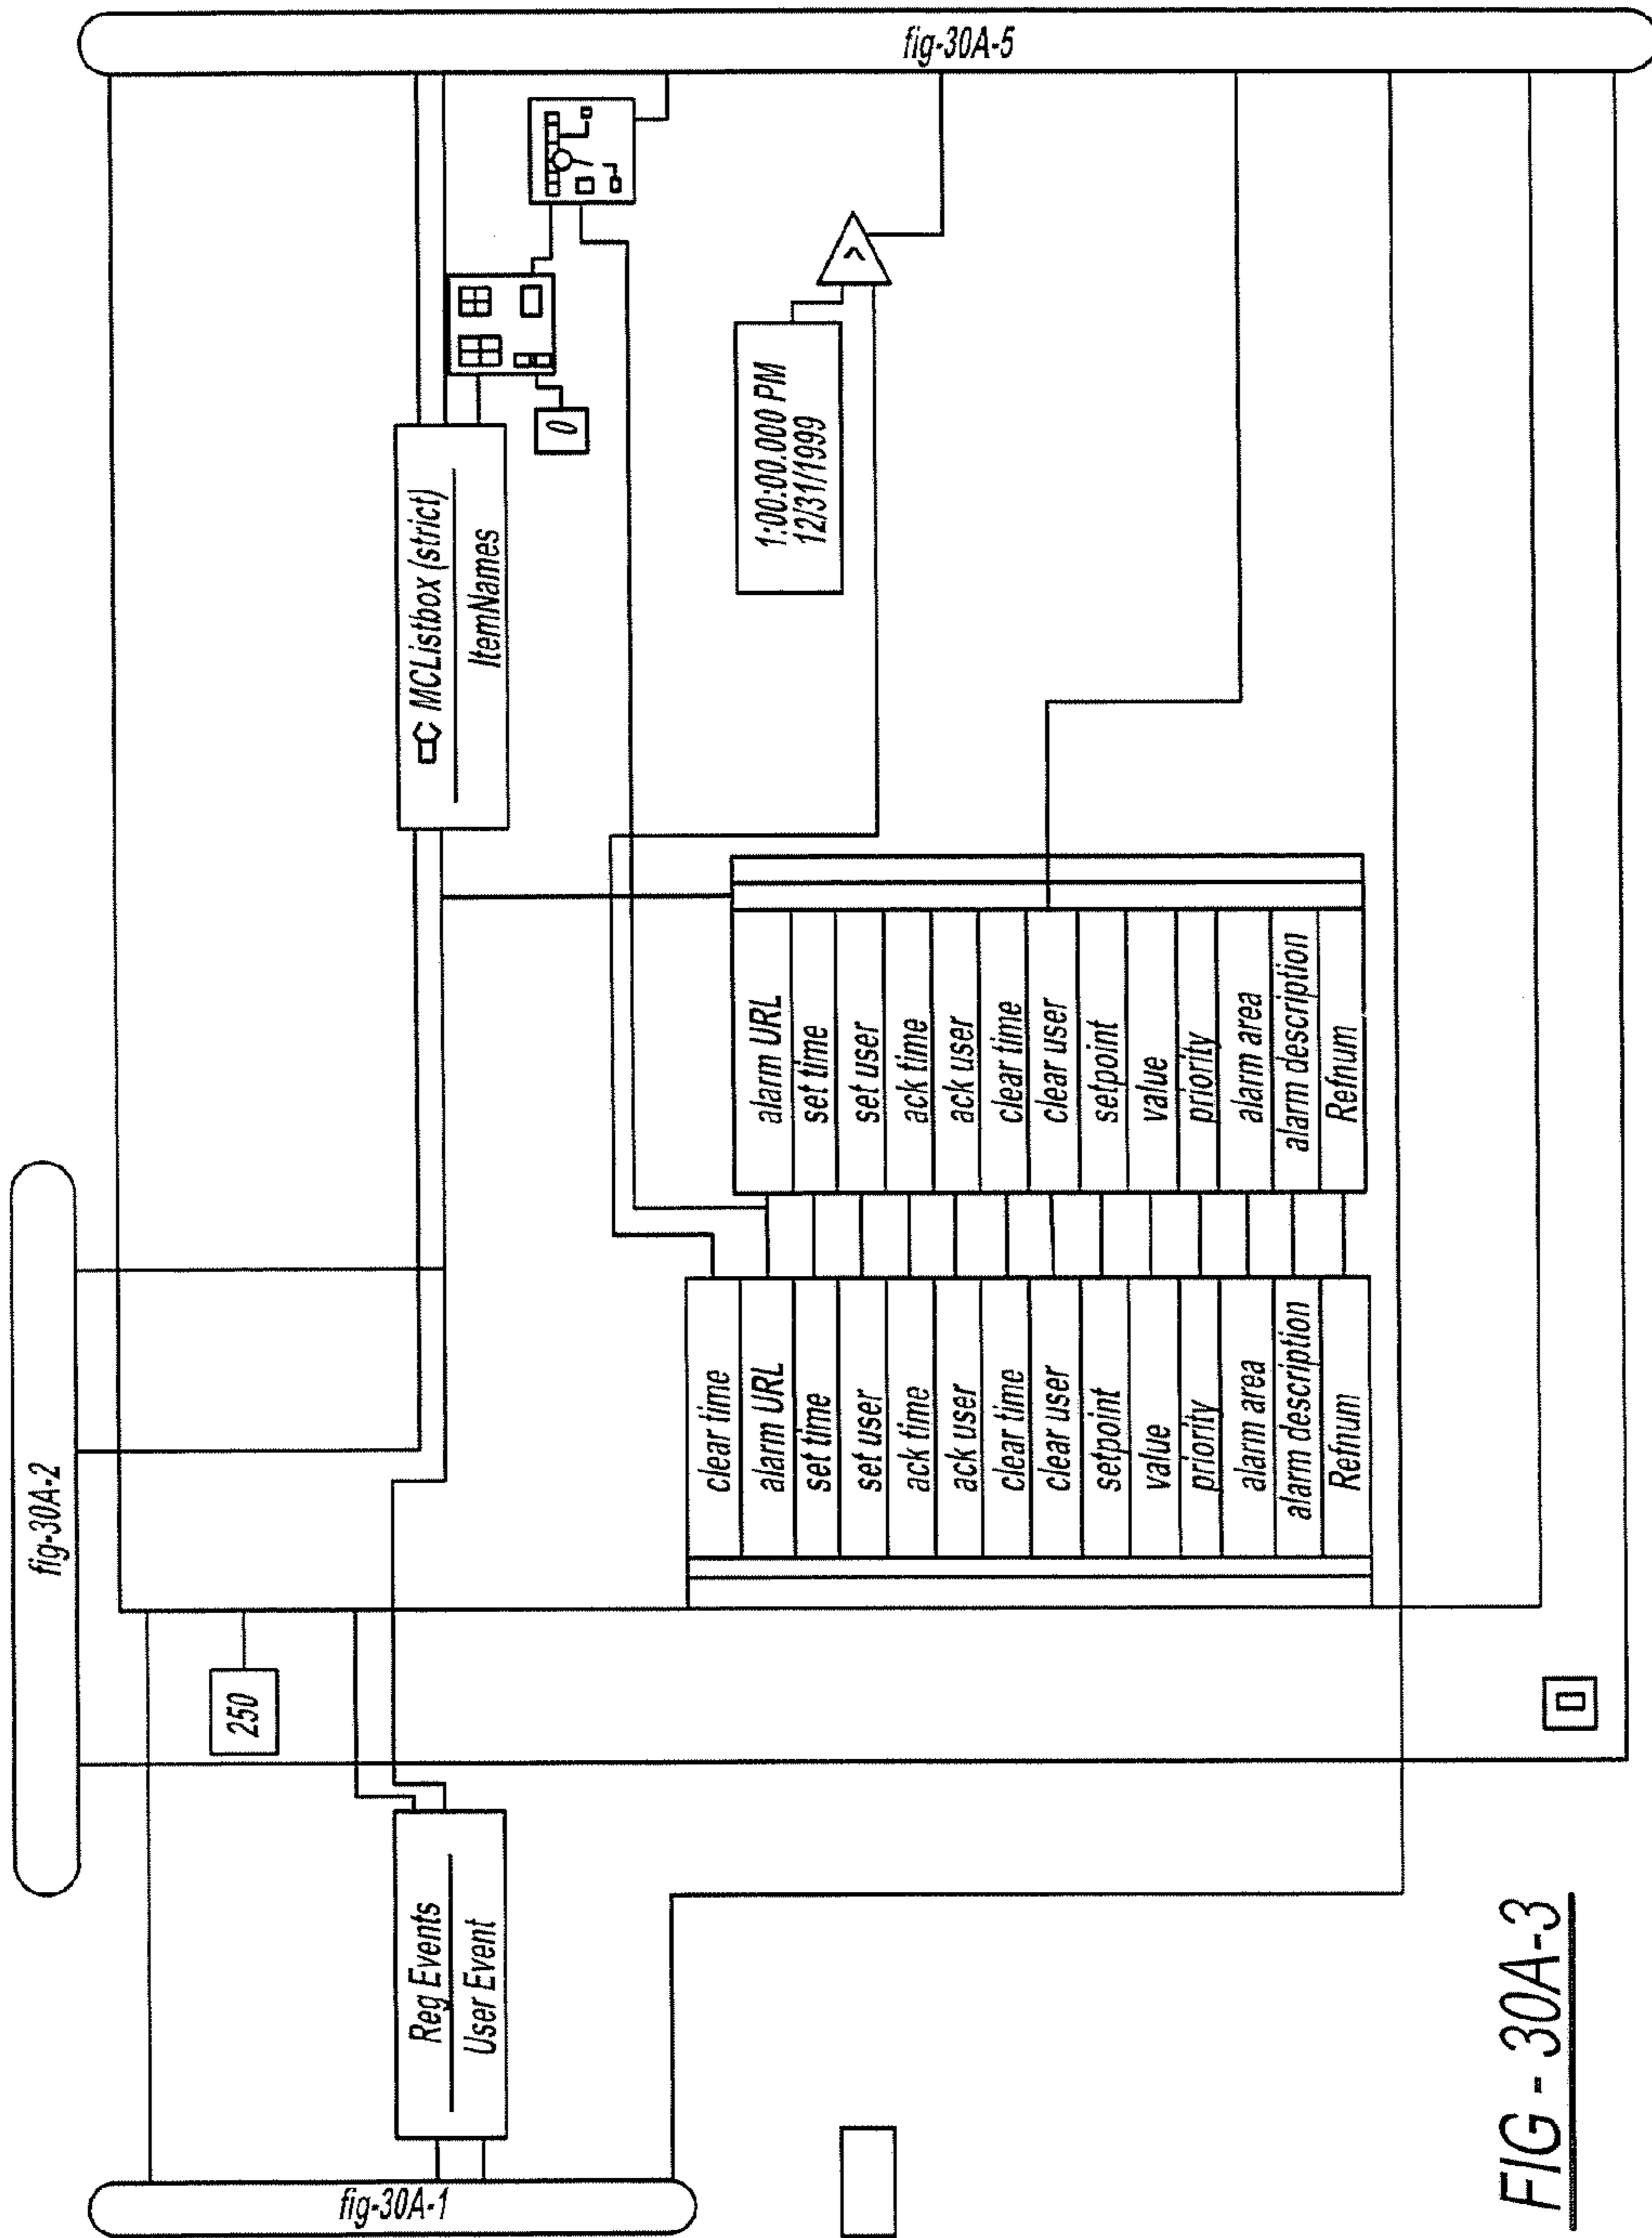 fig-30A-2
fig-30A-1
fig-30A-5
Reg Events
User Event
250
MCListbox (strict)
ItemNames
0
1:00:00.000 PM
12/31/1999
>
clear time
alarm URL
set time
set user
ack time
ack user
clear time
clear user
setpoint
value
priority
alarm area
alarm description
Refnum
alarm URL
set time
set user
ack time
ack user
clear time
clear user
setpoint
value
priority
alarm area
alarm description
Refnum
FIG - 30A-3